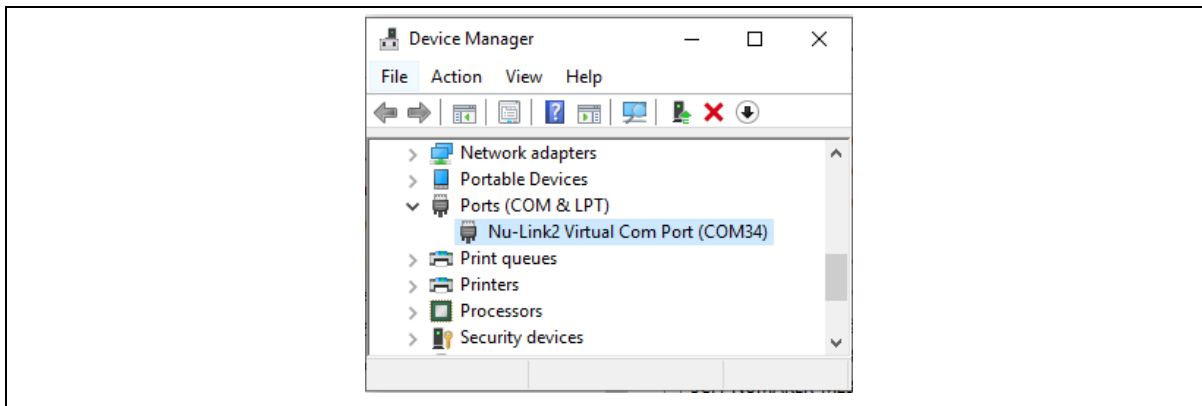 Device Manager
File Action View Help
Network adapters
Portable Devices
Ports (COM & LPT)
Nu-Link2 Virtual Com Port (COM34)
Print queues
Printers
Processors
Security devices